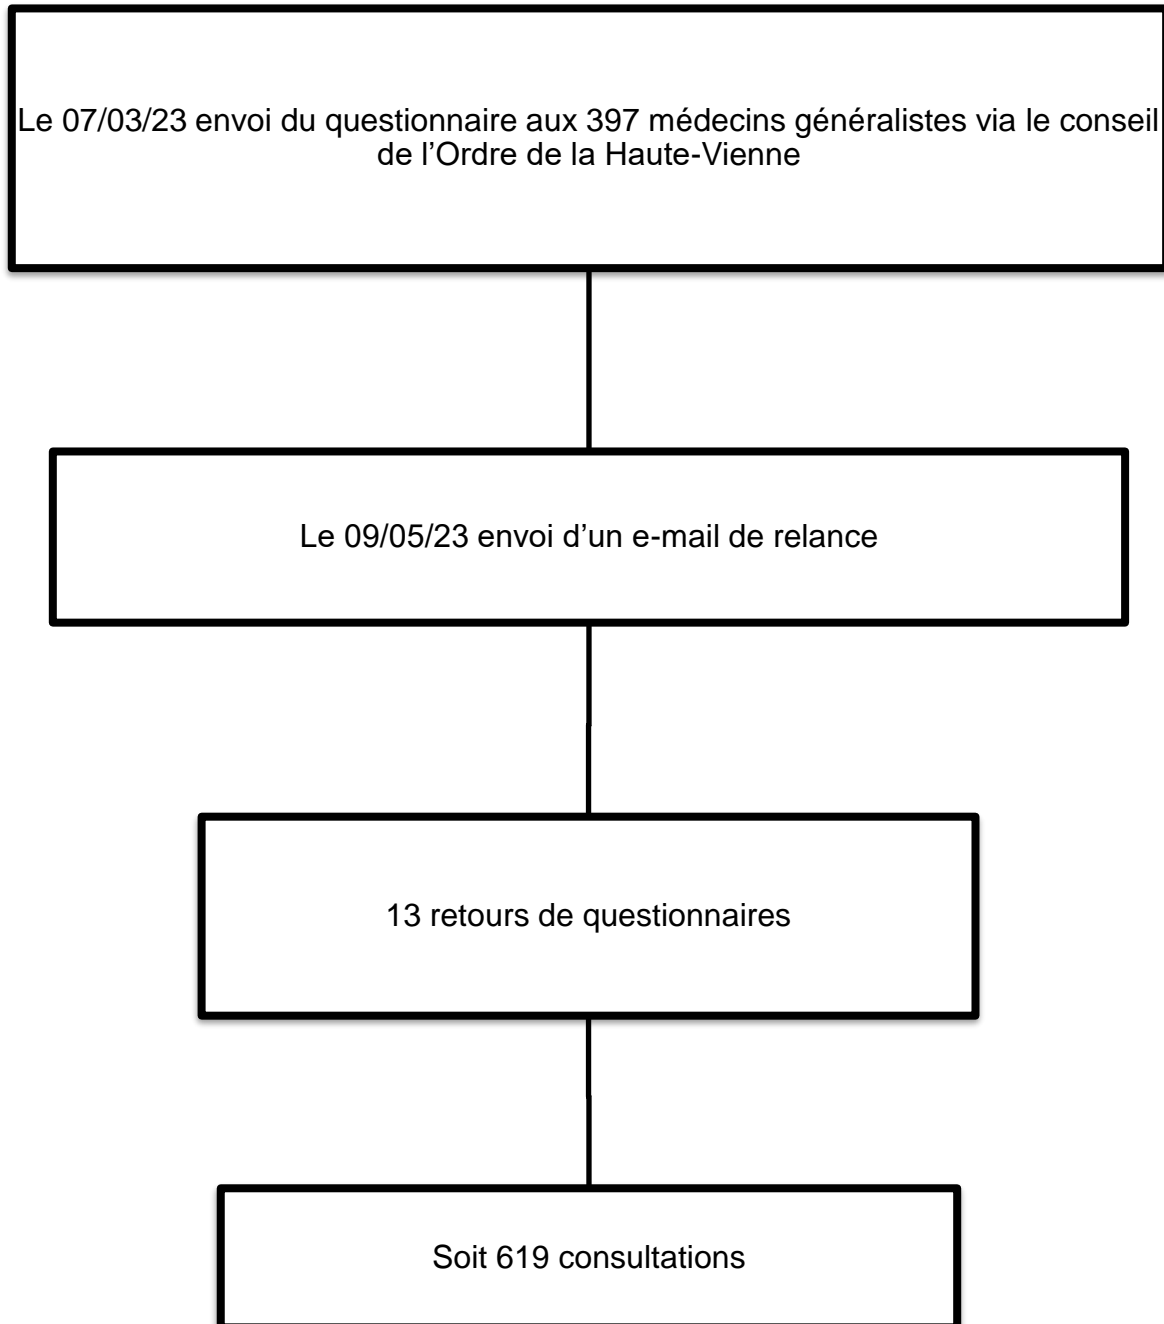 Le 07/03/23 envoi du questionnaire aux 397 médecins généralistes via le conseil
de l’Ordre de la Haute-Vienne
Le 09/05/23 envoi d’un e-mail de relance
13 retours de questionnaires
Soit 619 consultations